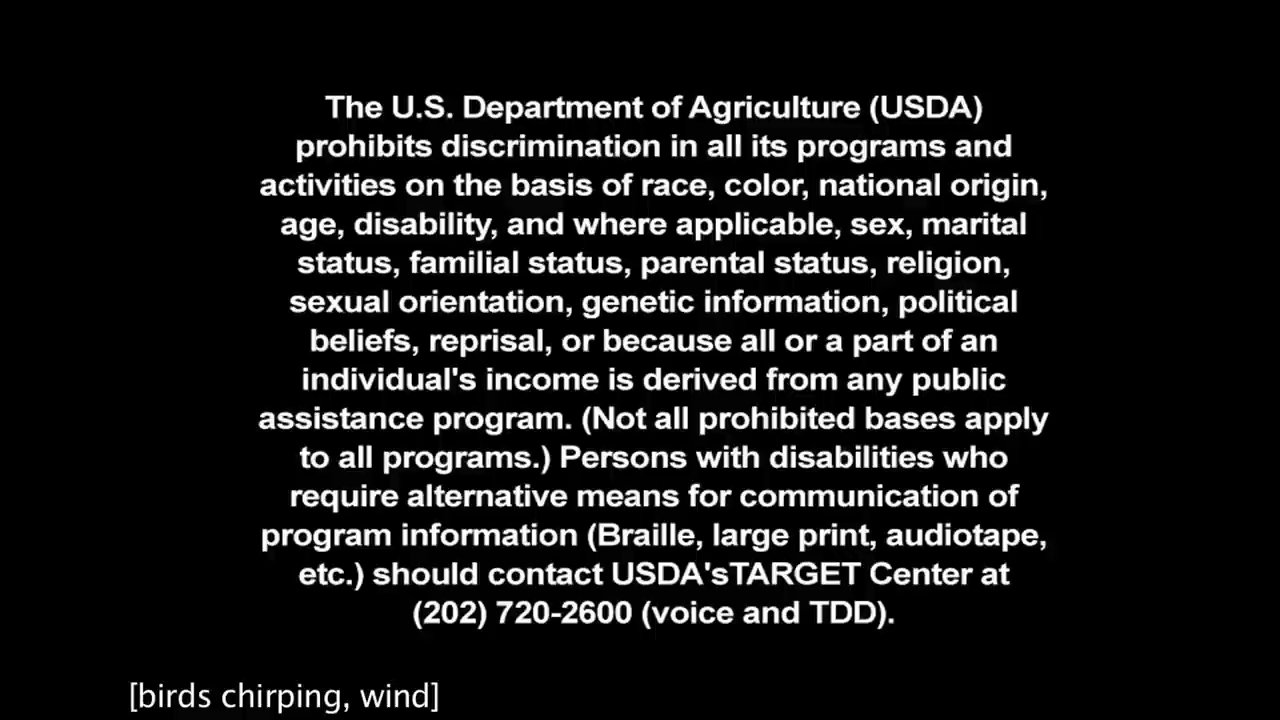 The U.S. Department of Agriculture (USDA)
prohibits discrimination in all its programs and
activities on the basis of race, color, national origin,
age, disability, and where applicable, sex, marital
status, familial status, parental status, religion,
sexual orientation, genetic information, political
beliefs, reprisal, or because all or a part of an
individual's income is derived from any public
assistance program. (Not all prohibited bases apply
to all programs.) Persons with disabilities who
require alternative means for communication of
program information (Braille, large print, audiotape,
etc.) should contact USDA'sTARGET Center at
(202) 720-2600 (voice and TDD).
[birds chirping, wind]